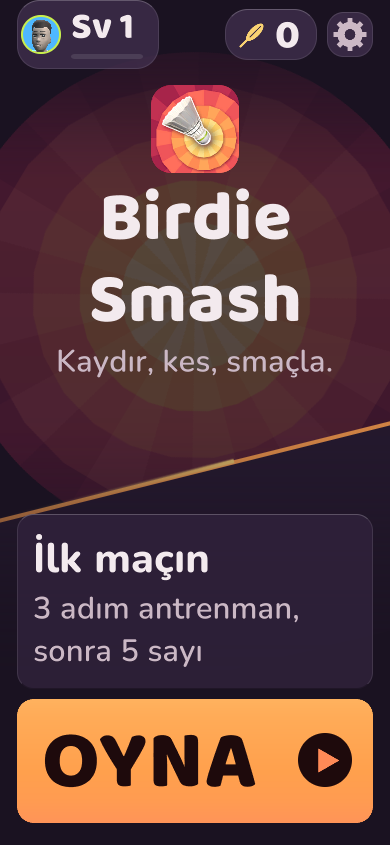 Sv 1
0
Birdie
Smash
Kaydır, kes, smaçla.
İlk maçın
3 adım antrenman,
sonra 5 sayı
OYNA